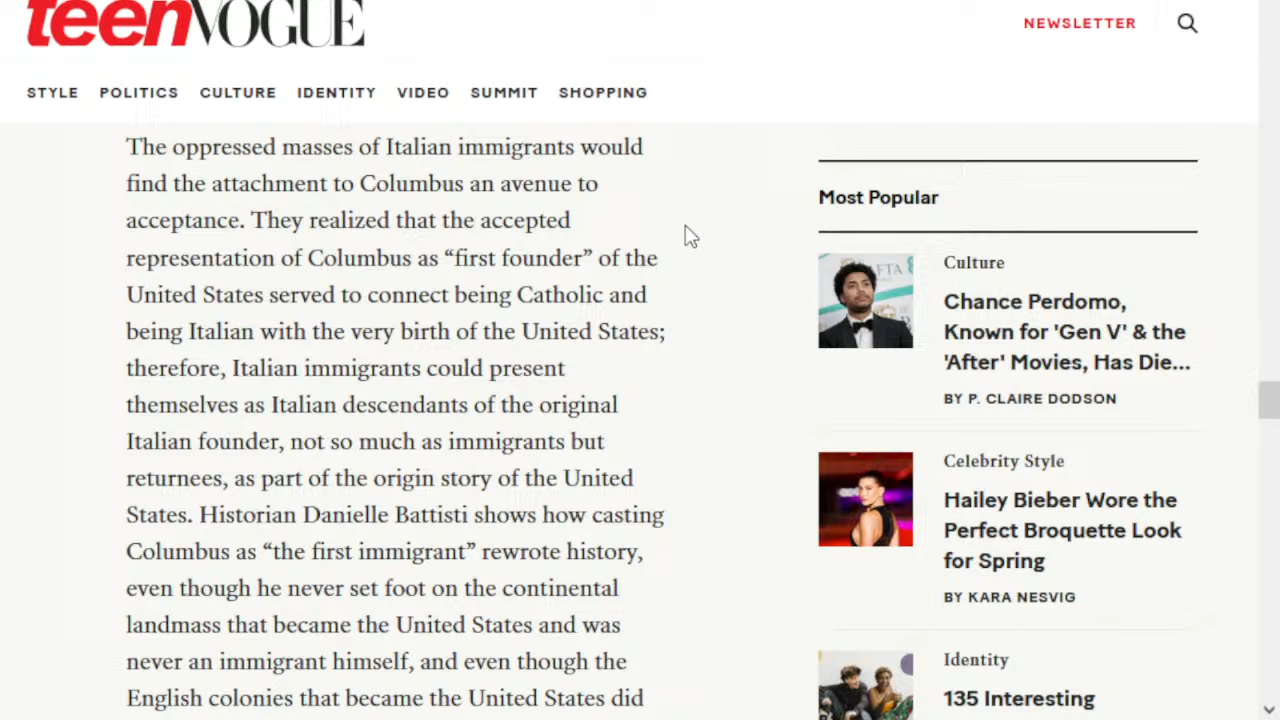 teenVOGUE
NEWSLETTER
STYLE POLITICS CULTURE IDENTITY VIDEO SUMMIT SHOPPING
The oppressed masses of Italian immigrants would
find the attachment to Columbus an avenue to
acceptance. They realized that the accepted
representation of Columbus as “first founder” of the
United States served to connect being Catholic and
being Italian with the very birth of the United States;
therefore, Italian immigrants could present
themselves as Italian descendants of the original
Italian founder, not so much as immigrants but
returnees, as part of the origin story of the United
States. Historian Danielle Battisti shows how casting
Columbus as “the first immigrant” rewrote history,
even though he never set foot on the continental
landmass that became the United States and was
never an immigrant himself, and even though the
English colonies that became the United States did
Most Popular
Culture
Chance Perdomo,
Known for 'Gen V' & the
'After' Movies, Has Die...
BY P. CLAIRE DODSON
Celebrity Style
Hailey Bieber Wore the
Perfect Broquette Look
for Spring
BY KARA NESVIG
Identity
135 Interesting